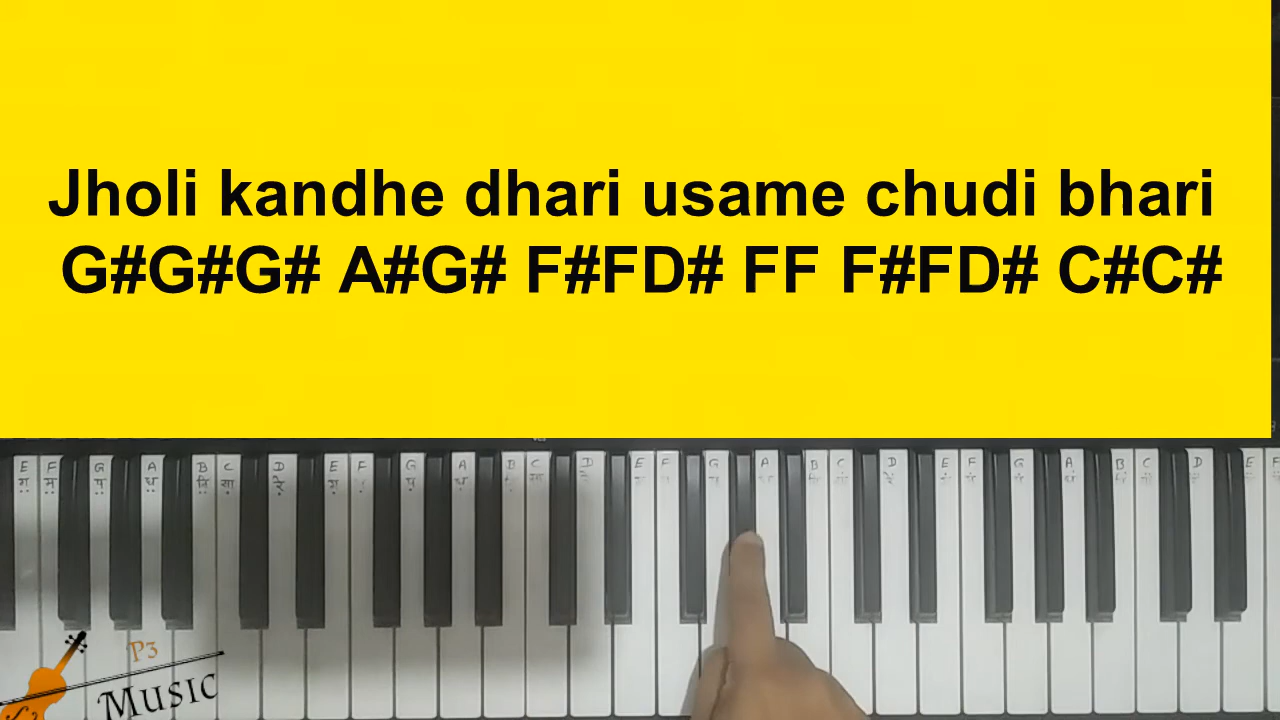 Jholi kandhe dhari usame chudi bhari
G#G#G# A#G# F#FD# FF F#FD# C#C#
E F G A B C D E F G A B C D E F G A B C D E F G A B C D E F
P3
Music